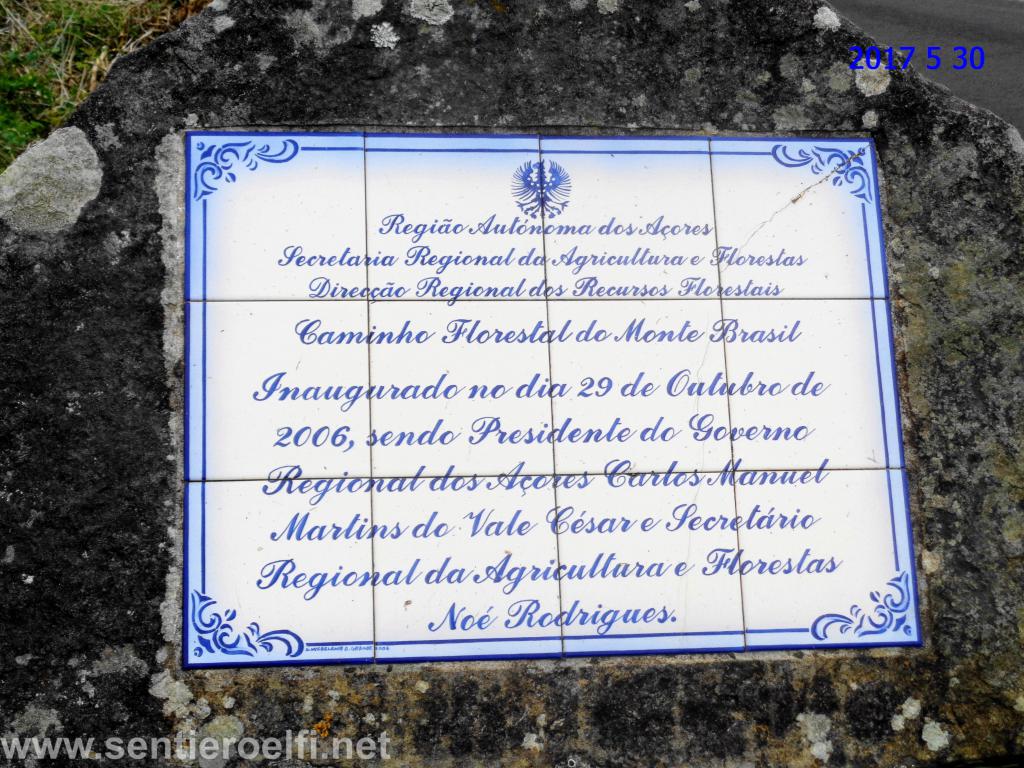 2017 5 30
Região Autónoma dos Açores
Secretaria Regional da Agricultura e Florestas
Direcção Regional dos Recursos Florestais
Caminho Florestal do Monte Brasil
Inaugurado no dia 29 de Outubro de
2006, sendo Presidente do Governo
Regional dos Açores Carlos Manuel
Martins do Vale César e Secretário
Regional da Agricultura e Florestas
Noé Rodrigues.
www.sentieroelfi.net